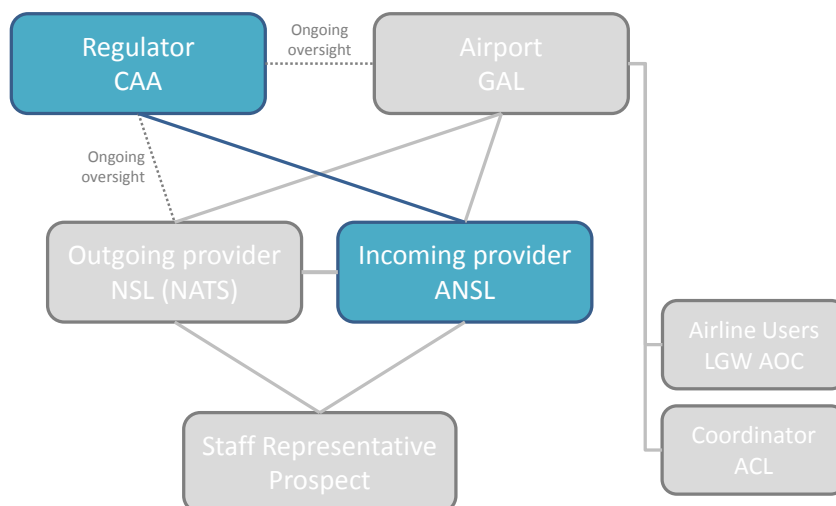 Regulator
CAA
Ongoing
oversight
Airport
GAL
Ongoing
oversight
Outgoing provider
NSL (NATS)
Incoming provider
ANSL
Airline Users
LGW AOC
Staff Representative
Prospect
Coordinator
ACL